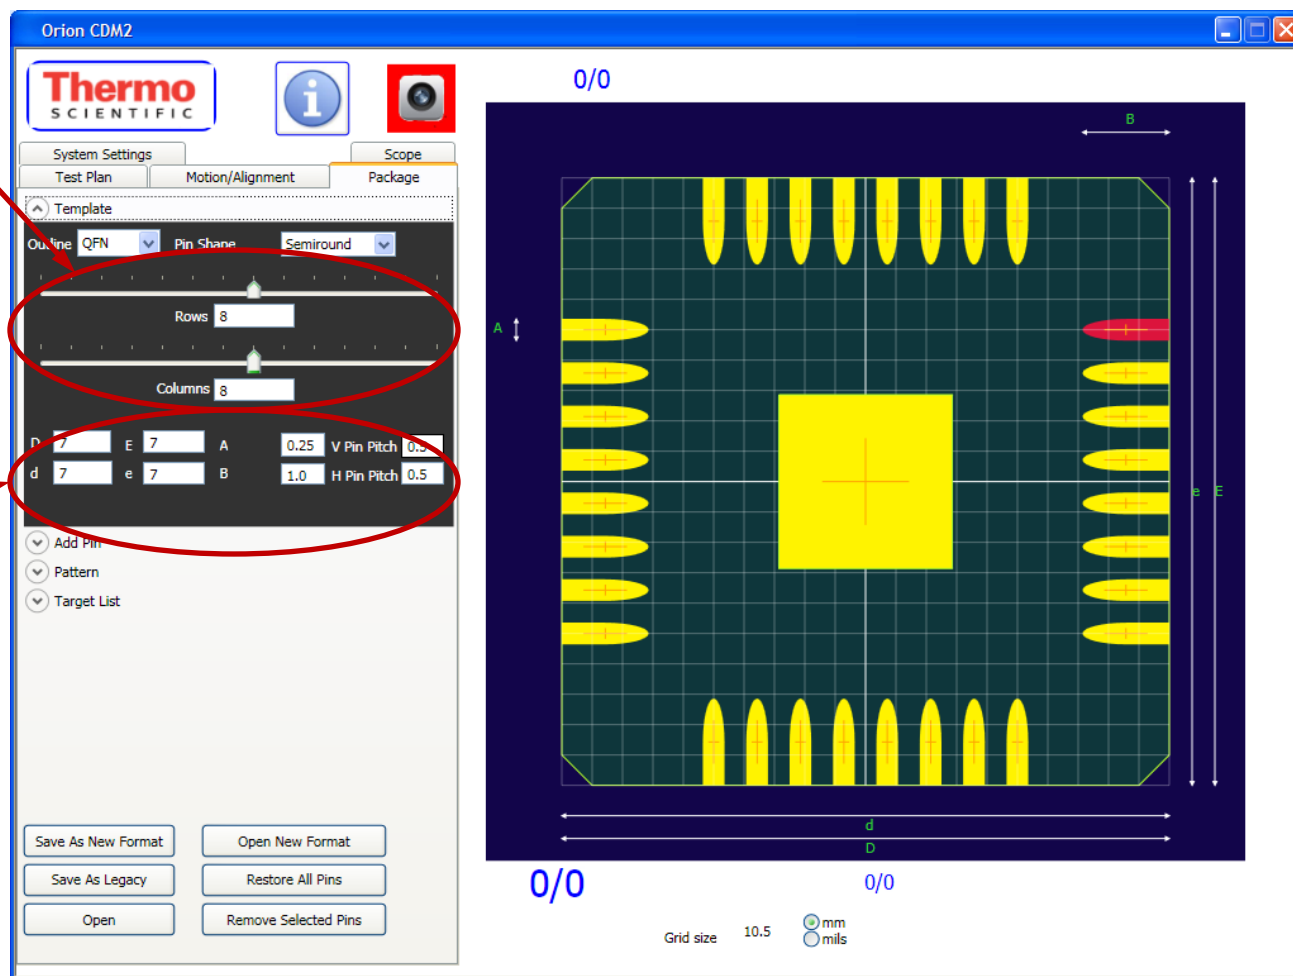 Orion CDM2
Thermo
SCIENTIFIC
i
0/0
System Settings Scope
Test Plan Motion/Alignment Package
Template
Outline QFN Pin Shape Semiround
Rows 8
Columns 8
D 7 E 7 A 0.25 V Pin Pitch 0.5
d 7 e 7 B 1.0 H Pin Pitch 0.5
Add Pin
Pattern
Target List
Save As New Format Open New Format
Save As Legacy Restore All Pins
Open Remove Selected Pins
B
A
e E
d
D
0/0 0/0
Grid size 10.5 mm
mils